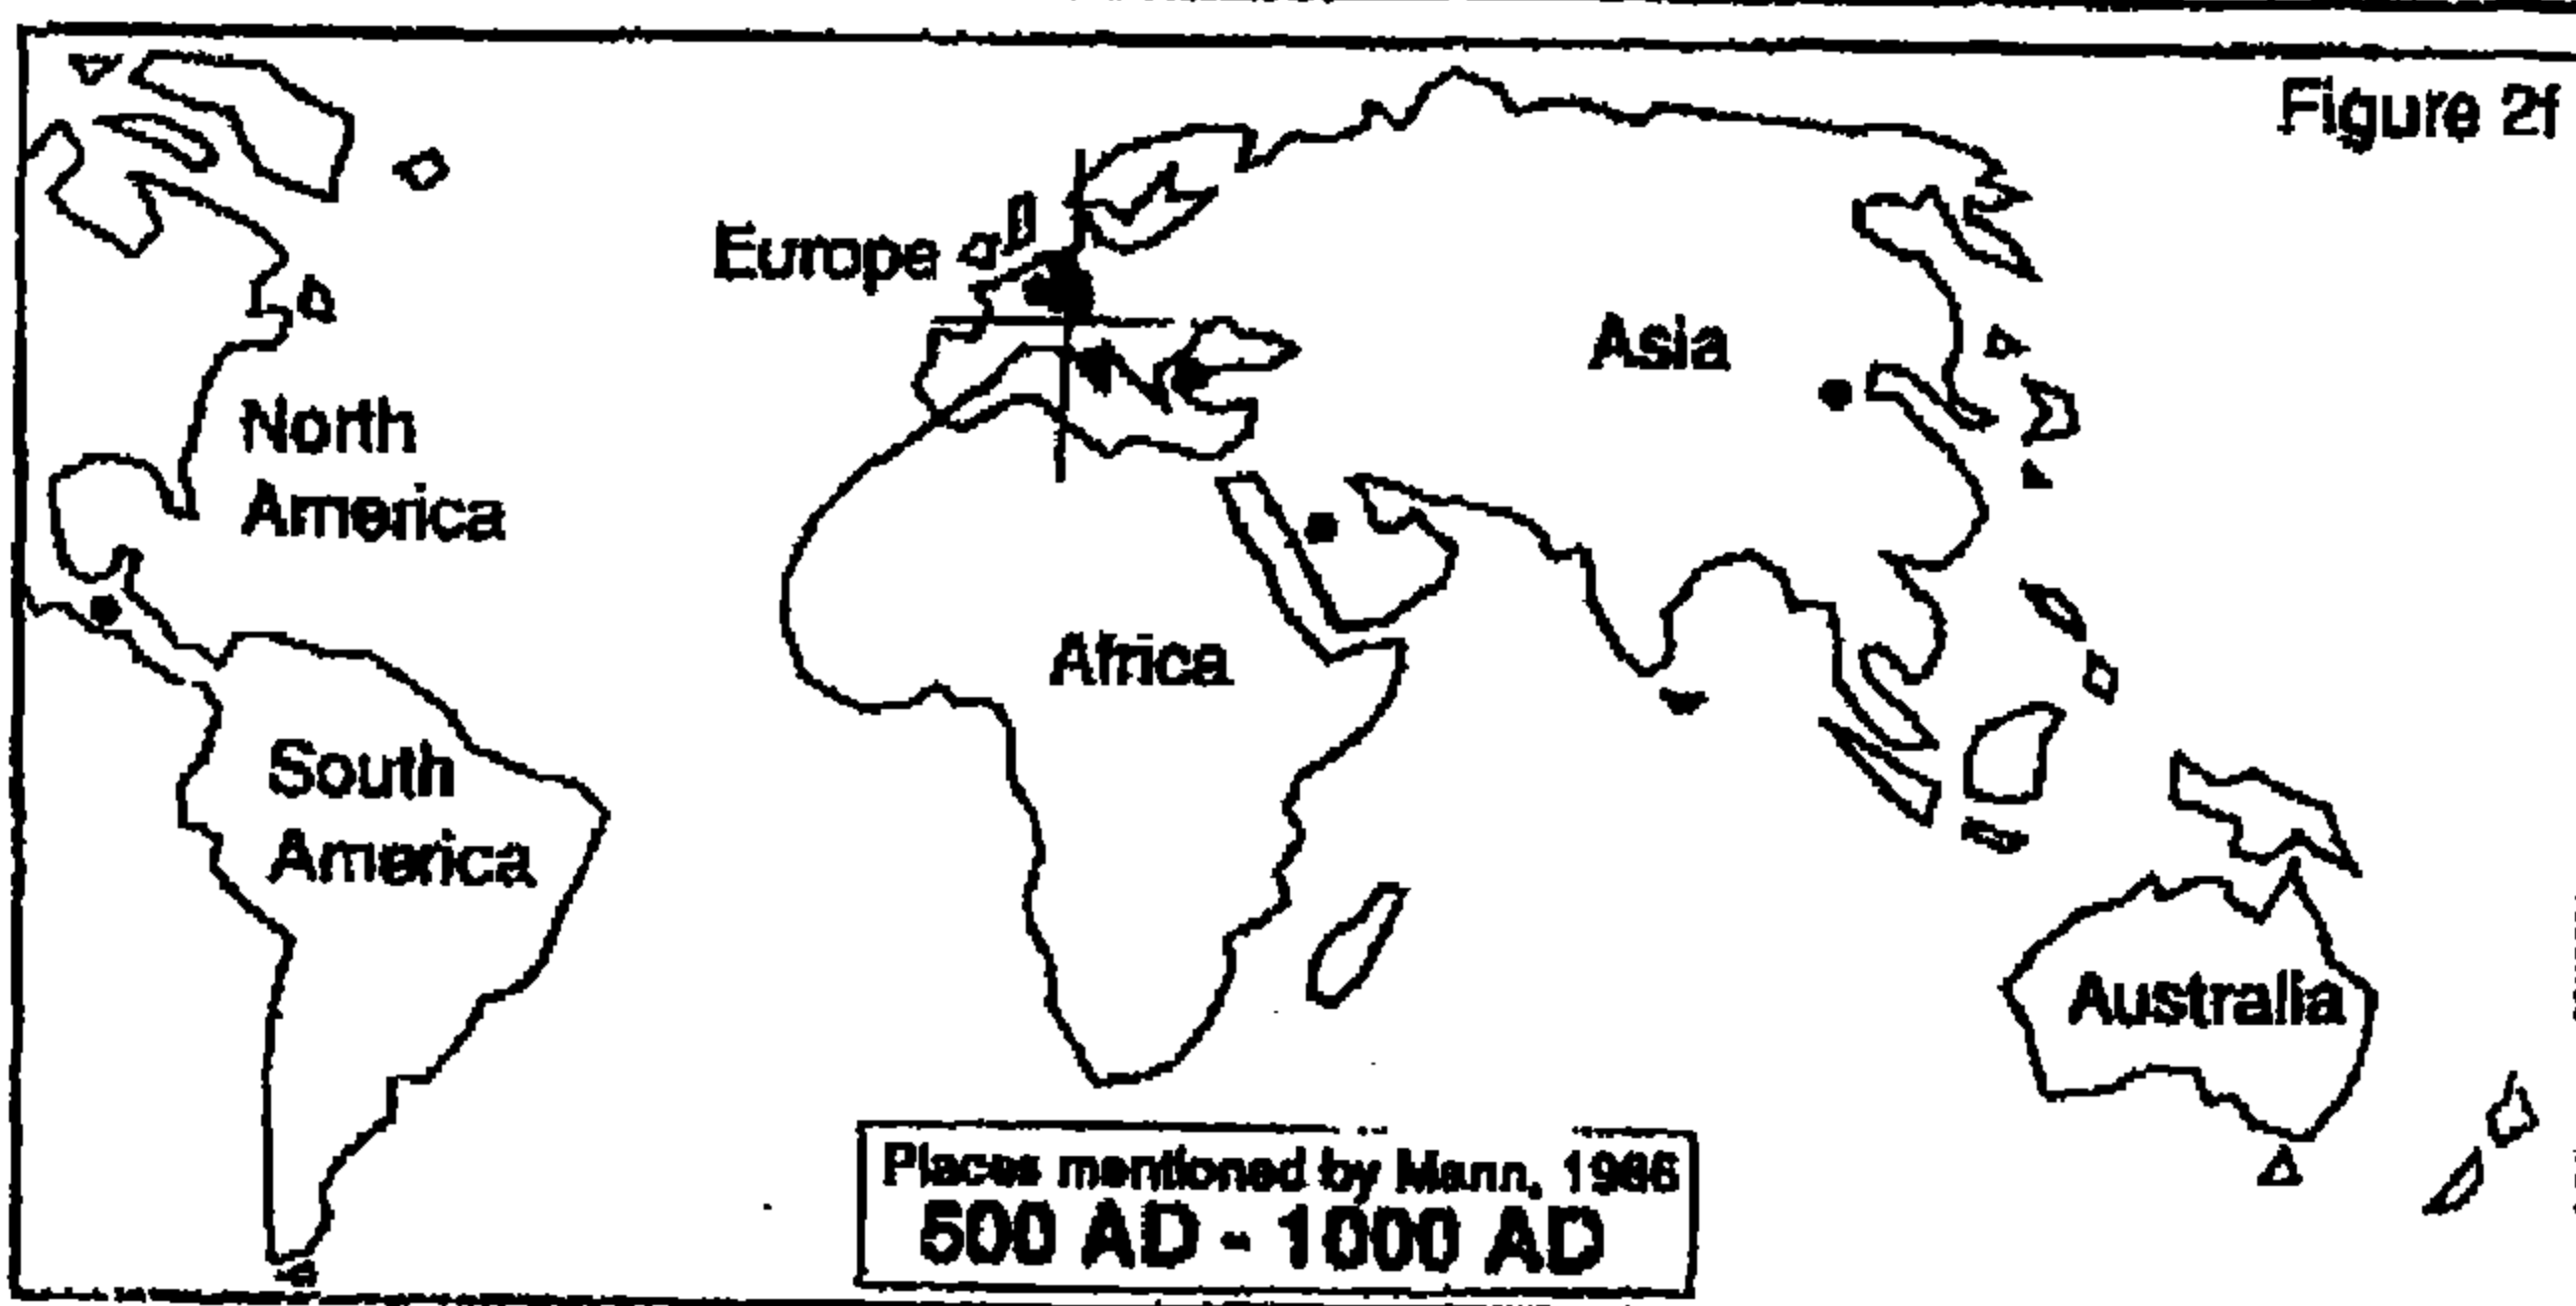 Figure 2f
Europe
Asia
North
America
Africa
South
America
Australia
Places mentioned by Mann, 1986
500 AD - 1000 AD